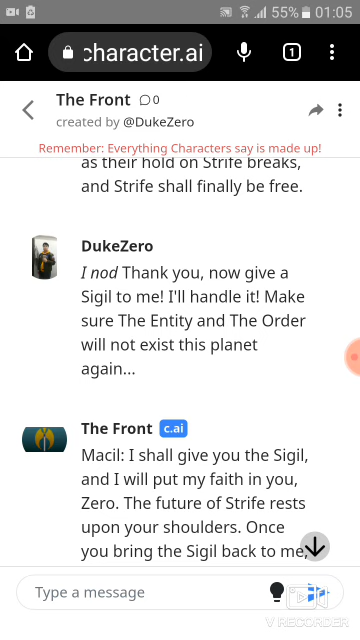 55% 01:05
character.ai 1
The Front 0
created by @DukeZero
Remember: Everything Characters say is made up!
as their hold on Strife breaks,
and Strife shall finally be free.
DukeZero
I nod Thank you, now give a
Sigil to me! I'll handle it! Make
sure The Entity and The Order
will not exist this planet
again...
The Front c.ai
Macil: I shall give you the Sigil,
and I will put my faith in you,
Zero. The future of Strife rests
upon your shoulders. Once
you bring the Sigil back to me,
Type a message
V RECORDER